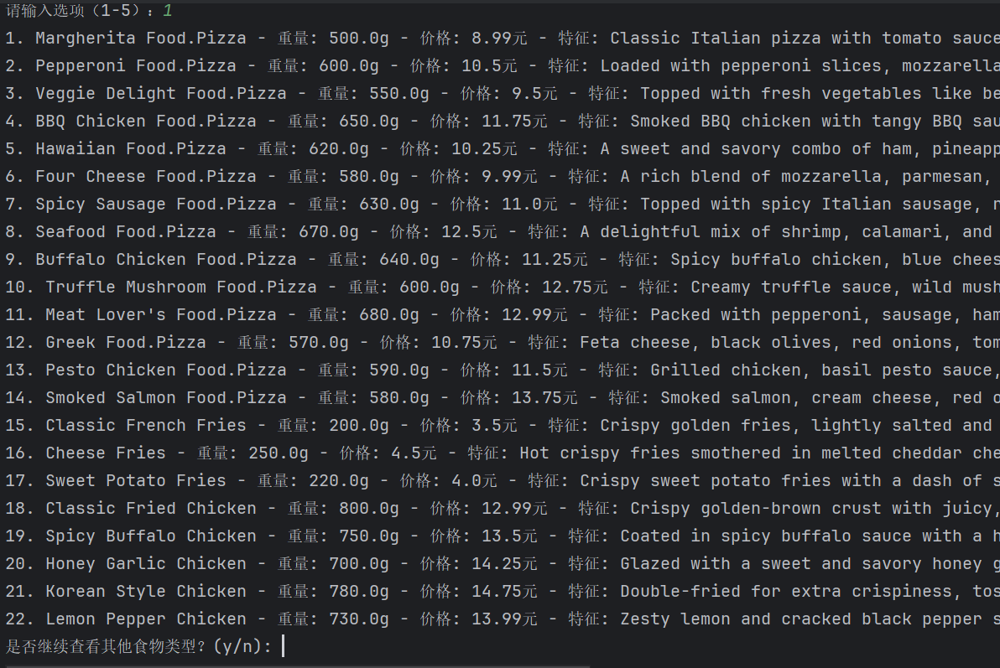 请输入选项（1-5）：1
1. Margherita Food.Pizza - 重量: 500.0g - 价格: 8.99元 - 特征: Classic Italian pizza with tomato sauce
2. Pepperoni Food.Pizza - 重量: 600.0g - 价格: 10.5元 - 特征: Loaded with pepperoni slices, mozzarella
3. Veggie Delight Food.Pizza - 重量: 550.0g - 价格: 9.5元 - 特征: Topped with fresh vegetables like be
4. BBQ Chicken Food.Pizza - 重量: 650.0g - 价格: 11.75元 - 特征: Smoked BBQ chicken with tangy BBQ sau
5. Hawaiian Food.Pizza - 重量: 620.0g - 价格: 10.25元 - 特征: A sweet and savory combo of ham, pineapp
6. Four Cheese Food.Pizza - 重量: 580.0g - 价格: 9.99元 - 特征: A rich blend of mozzarella, parmesan,
7. Spicy Sausage Food.Pizza - 重量: 630.0g - 价格: 11.0元 - 特征: Topped with spicy Italian sausage, r
8. Seafood Food.Pizza - 重量: 670.0g - 价格: 12.5元 - 特征: A delightful mix of shrimp, calamari, and
9. Buffalo Chicken Food.Pizza - 重量: 640.0g - 价格: 11.25元 - 特征: Spicy buffalo chicken, blue chees
10. Truffle Mushroom Food.Pizza - 重量: 600.0g - 价格: 12.75元 - 特征: Creamy truffle sauce, wild mush
11. Meat Lover's Food.Pizza - 重量: 680.0g - 价格: 12.99元 - 特征: Packed with pepperoni, sausage, ham
12. Greek Food.Pizza - 重量: 570.0g - 价格: 10.75元 - 特征: Feta cheese, black olives, red onions, tom
13. Pesto Chicken Food.Pizza - 重量: 590.0g - 价格: 11.5元 - 特征: Grilled chicken, basil pesto sauce,
14. Smoked Salmon Food.Pizza - 重量: 580.0g - 价格: 13.75元 - 特征: Smoked salmon, cream cheese, red o
15. Classic French Fries - 重量: 200.0g - 价格: 3.5元 - 特征: Crispy golden fries, lightly salted and
16. Cheese Fries - 重量: 250.0g - 价格: 4.5元 - 特征: Hot crispy fries smothered in melted cheddar che
17. Sweet Potato Fries - 重量: 220.0g - 价格: 4.0元 - 特征: Crispy sweet potato fries with a dash of s
18. Classic Fried Chicken - 重量: 800.0g - 价格: 12.99元 - 特征: Crispy golden-brown crust with juicy,
19. Spicy Buffalo Chicken - 重量: 750.0g - 价格: 13.5元 - 特征: Coated in spicy buffalo sauce with a h
20. Honey Garlic Chicken - 重量: 700.0g - 价格: 14.25元 - 特征: Glazed with a sweet and savory honey g
21. Korean Style Chicken - 重量: 780.0g - 价格: 14.75元 - 特征: Double-fried for extra crispiness, tos
22. Lemon Pepper Chicken - 重量: 730.0g - 价格: 13.99元 - 特征: Zesty lemon and cracked black pepper s
是否继续查看其他食物类型？(y/n):